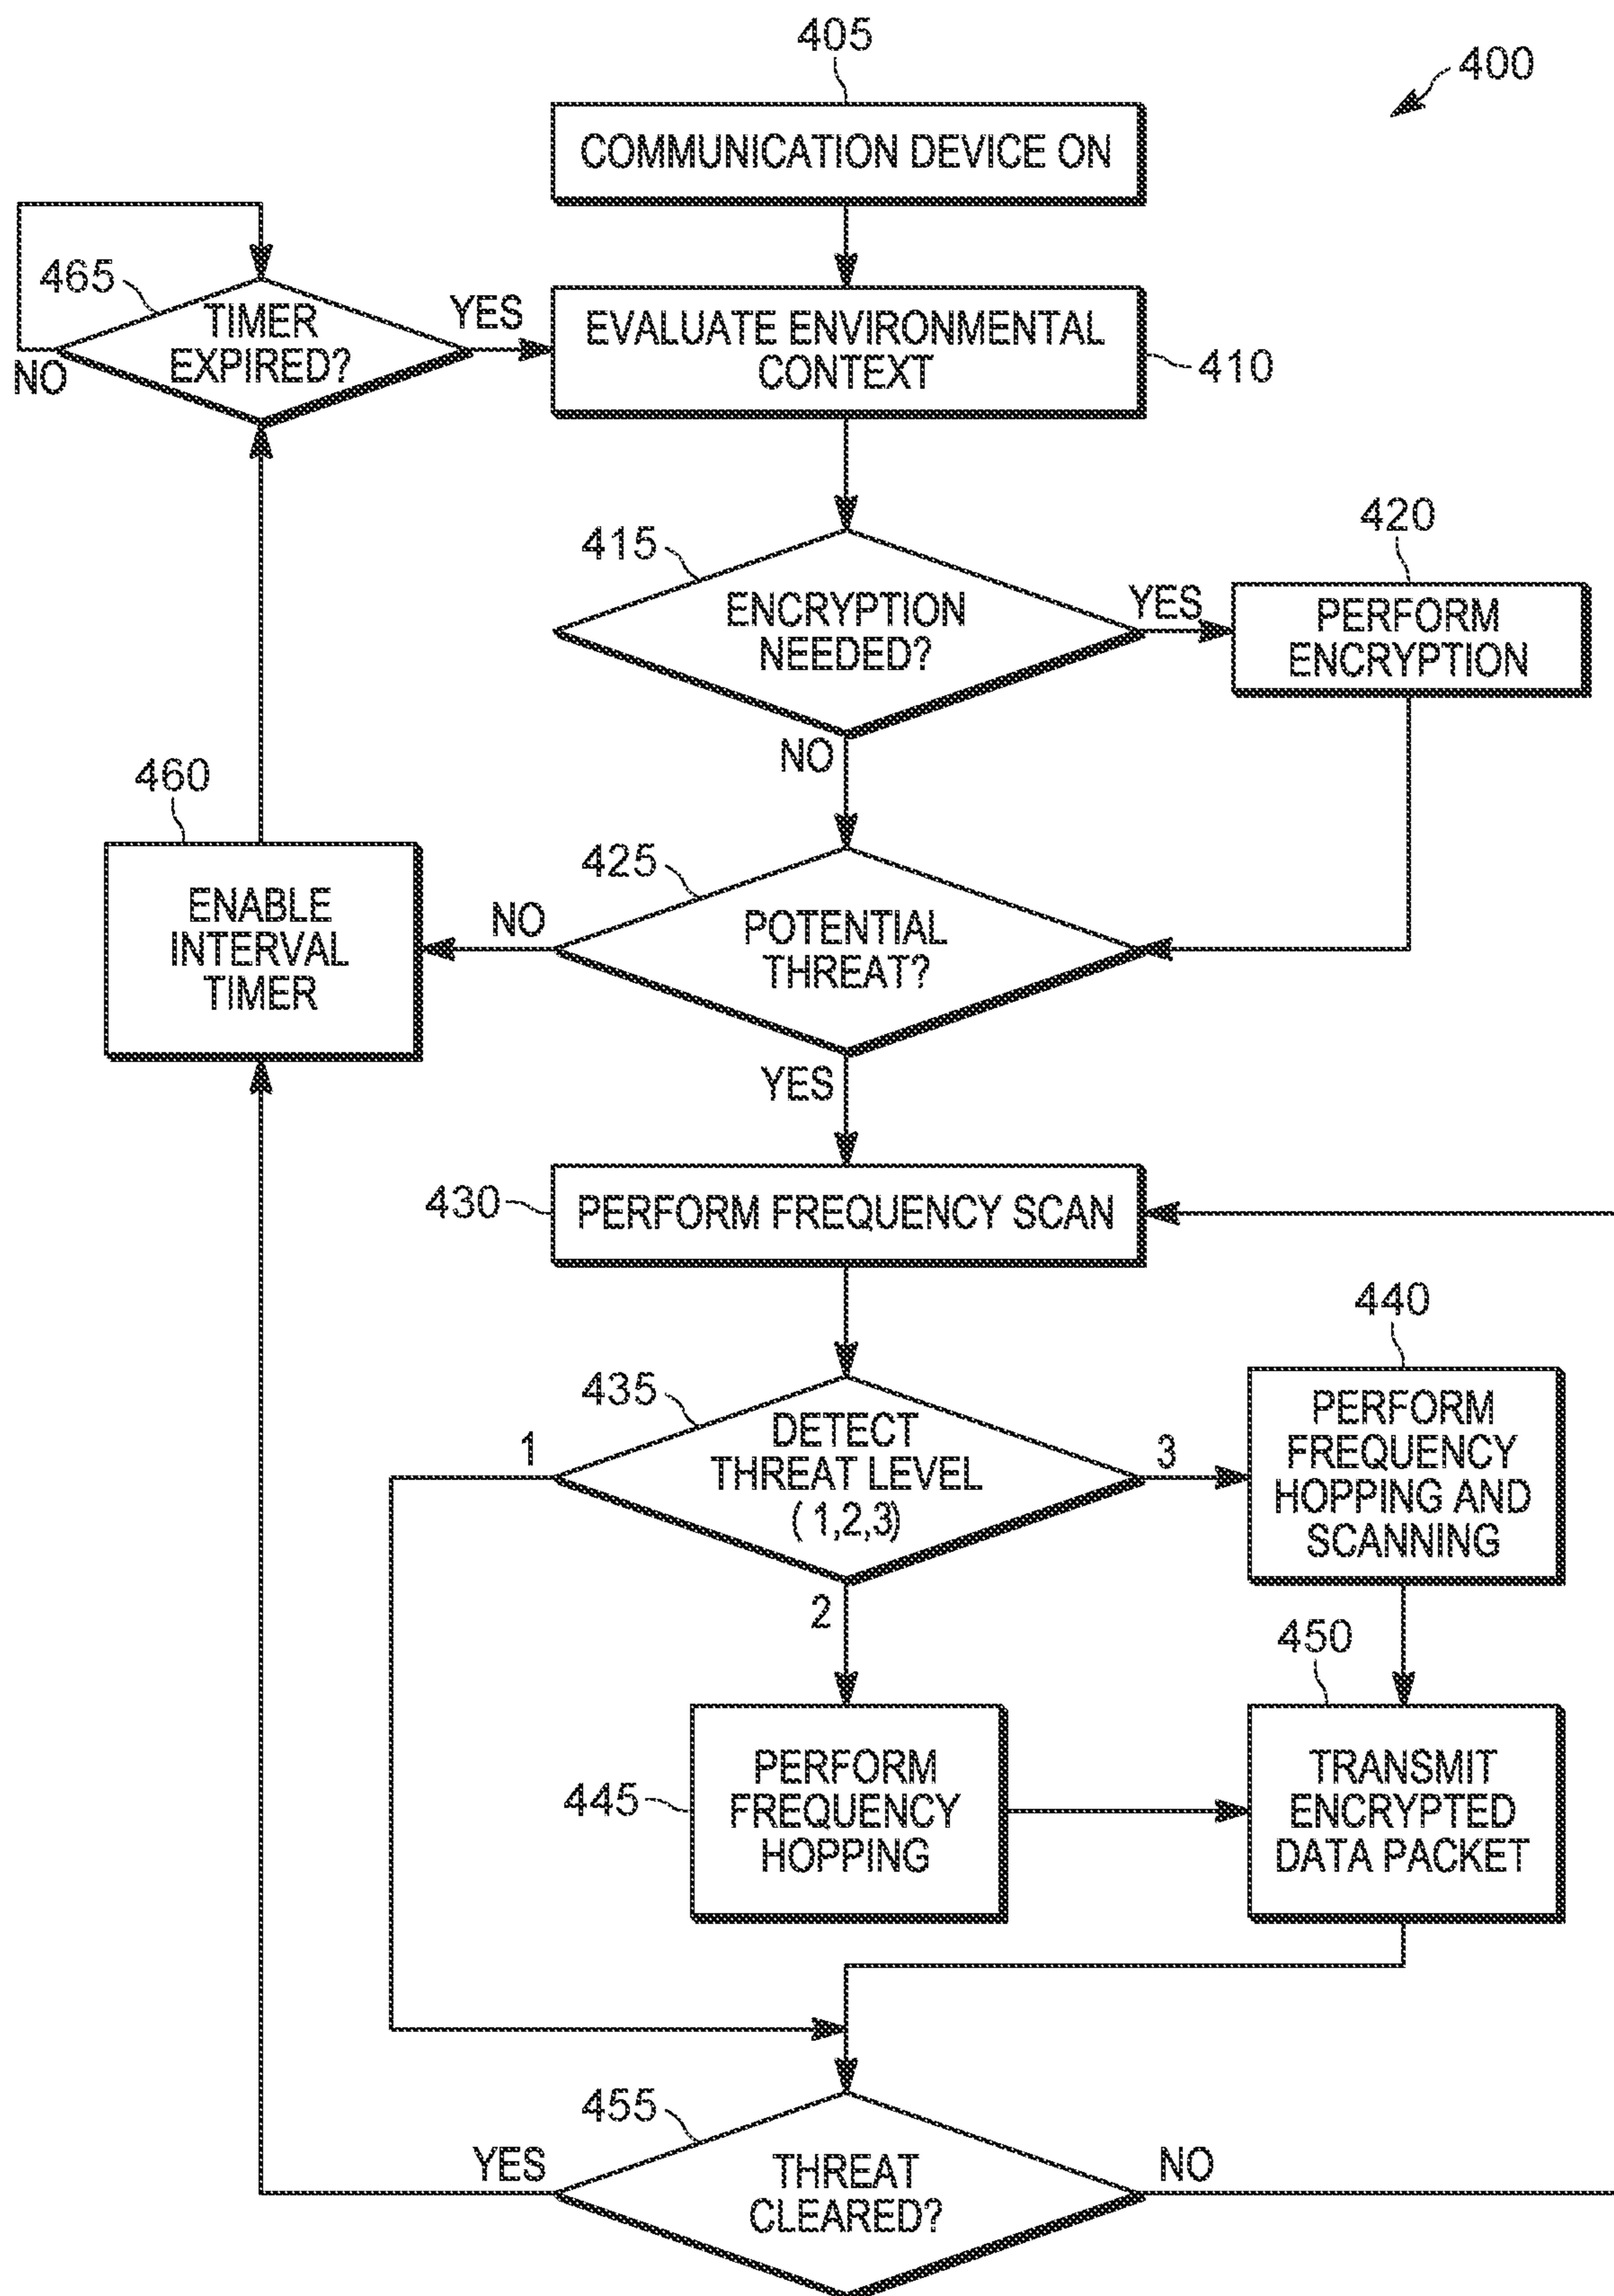 405
400
COMMUNICATION DEVICE ON
465
TIMER
EXPIRED?
YES
NO
EVALUATE ENVIRONMENTAL
CONTEXT
410
415
ENCRYPTION
NEEDED?
YES
420
PERFORM
ENCRYPTION
NO
460
ENABLE
INTERVAL
TIMER
425
NO
POTENTIAL
THREAT?
YES
430
PERFORM FREQUENCY SCAN
435
1
DETECT
THREAT LEVEL
( 1,2,3)
3
2
440
PERFORM
FREQUENCY
HOPPING AND
SCANNING
445
PERFORM
FREQUENCY
HOPPING
450
TRANSMIT
ENCRYPTED
DATA PACKET
455
YES
THREAT
CLEARED?
NO